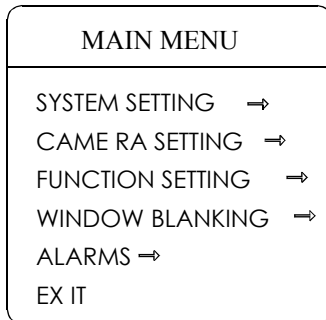 MAIN MENU
SYSTEM SETTING ⇒
CAME RA SETTING ⇒
FUNCTION SETTING ⇒
WINDOW BLANKING ⇒
ALARMS ⇒
EX IT